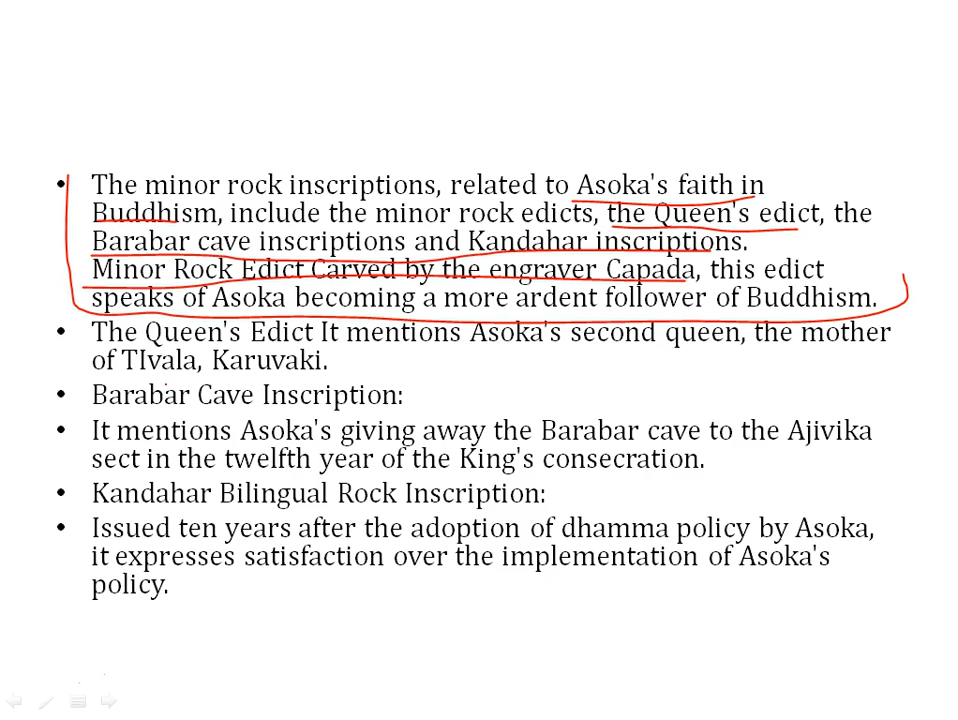 • The minor rock inscriptions, related to Asoka's faith in
Buddhism, include the minor rock edicts, the Queen's edict, the
Barabar cave inscriptions and Kandahar inscriptions.
Minor Rock Edict Carved by the engraver Capada, this edict
speaks of Asoka becoming a more ardent follower of Buddhism.
• The Queen's Edict It mentions Asoka's second queen, the mother
of TIvala, Karuvaki.
• Barabar Cave Inscription:
• It mentions Asoka's giving away the Barabar cave to the Ajivika
sect in the twelfth year of the King's consecration.
• Kandahar Bilingual Rock Inscription:
• Issued ten years after the adoption of dhamma policy by Asoka,
it expresses satisfaction over the implementation of Asoka's
policy.